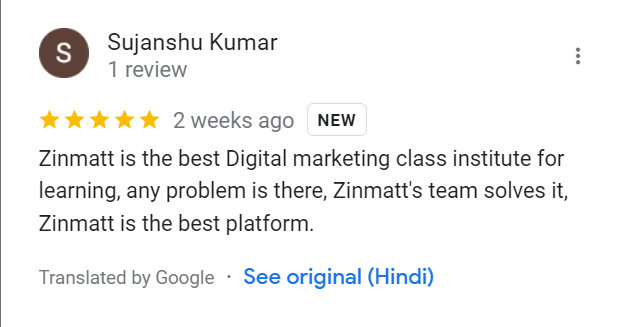 S
Sujanshu Kumar
1 review
2 weeks ago NEW
Zinmatt is the best Digital marketing class institute for
learning, any problem is there, Zinmatt's team solves it,
Zinmatt is the best platform.
Translated by Google · See original (Hindi)